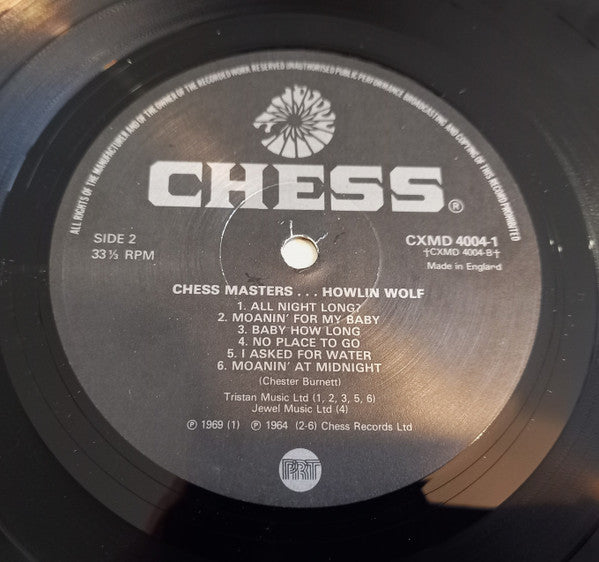 ALL RIGHTS OF THE MANUFACTURER AND OF THE OWNER OF THE RECORDED WORK RESERVED UNAUTHORISED PUBLIC PERFORMANCE BROADCASTING AND COPYING OF THIS RECORD PROHIBITED
CHESS®
SIDE 2
33⅓ RPM
CXMD 4004-1
†CXMD 4004-B†
Made in England
CHESS MASTERS . . . HOWLIN WOLF
1. ALL NIGHT LONG?
2. MOANIN' FOR MY BABY
3. BABY HOW LONG
4. NO PLACE TO GO
5. I ASKED FOR WATER
6. MOANIN' AT MIDNIGHT
(Chester Burnett)
Tristan Music Ltd (1, 2, 3, 5, 6)
Jewel Music Ltd (4)
℗ 1969 (1) ℗ 1964 (2-6) Chess Records Ltd
PRT